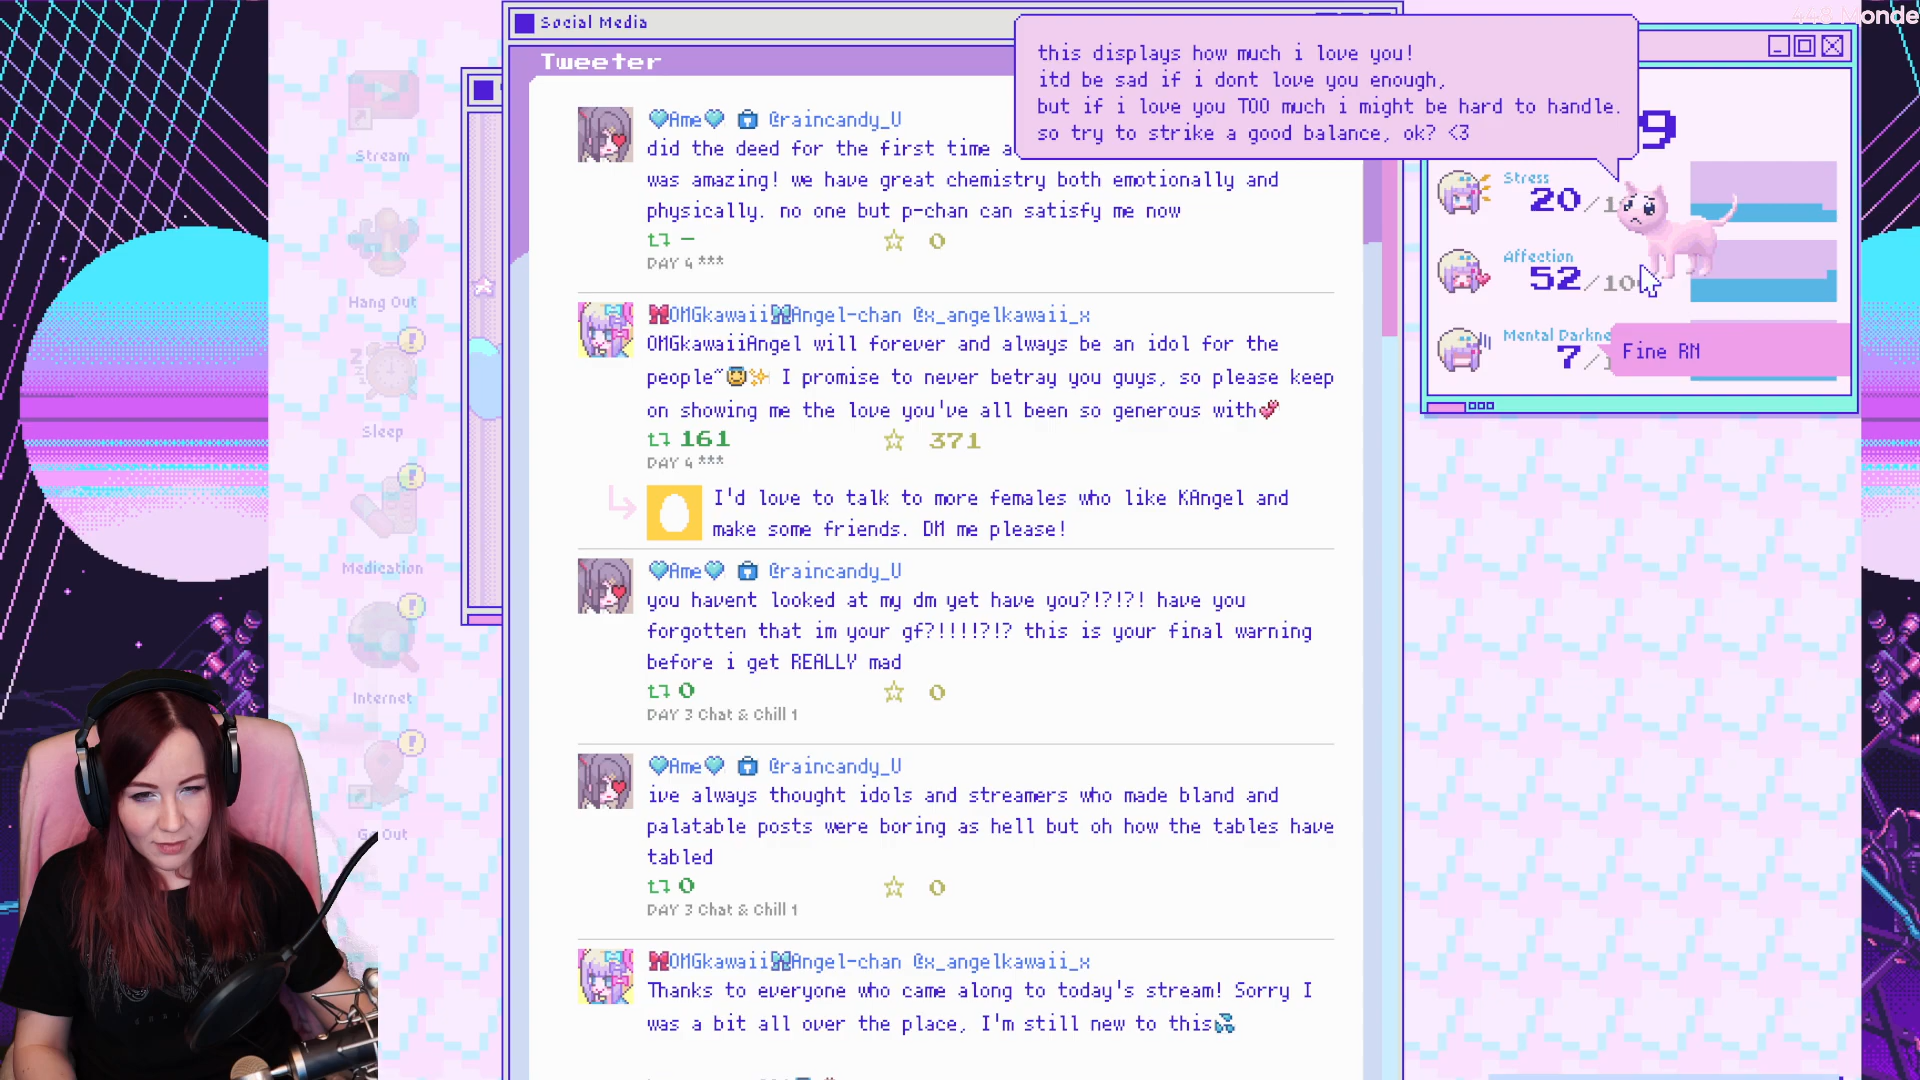 Social Media
Tweeter
this displays how much i love you!
itd be sad if i dont love you enough,
but if i love you TOO much i might be hard to handle.
so try to strike a good balance, ok? <3
Monde
9
Stream
Hang Out
Sleep
Medication
Internet
Go Out
Ame @raincandy_U
did the deed for the first time
was amazing! we have great chemistry both emotionally and
physically. no one but p-chan can satisfy me now
– 0
DAY 4 ***
OMGkawaiiAngel-chan @x_angelkawaii_x
OMGkawaiiAngel will forever and always be an idol for the
people~ I promise to never betray you guys, so please keep
on showing me the love you've all been so generous with
161 371
DAY 4 ***
I'd love to talk to more females who like KAngel and
make some friends. DM me please!
Ame @raincandy_U
you havent looked at my dm yet have you?!?!?! have you
forgotten that im your gf?!!!!?!? this is your final warning
before i get REALLY mad
0 0
DAY 3 Chat & Chill 1
Ame @raincandy_U
ive always thought idols and streamers who made bland and
palatable posts were boring as hell but oh how the tables have
tabled
0 0
DAY 3 Chat & Chill 1
OMGkawaiiAngel-chan @x_angelkawaii_x
Thanks to everyone who came along to today's stream! Sorry I
was a bit all over the place, I'm still new to this
Stress
20/1
Affection
52/10
Mental Darkne
7/
Fine RN